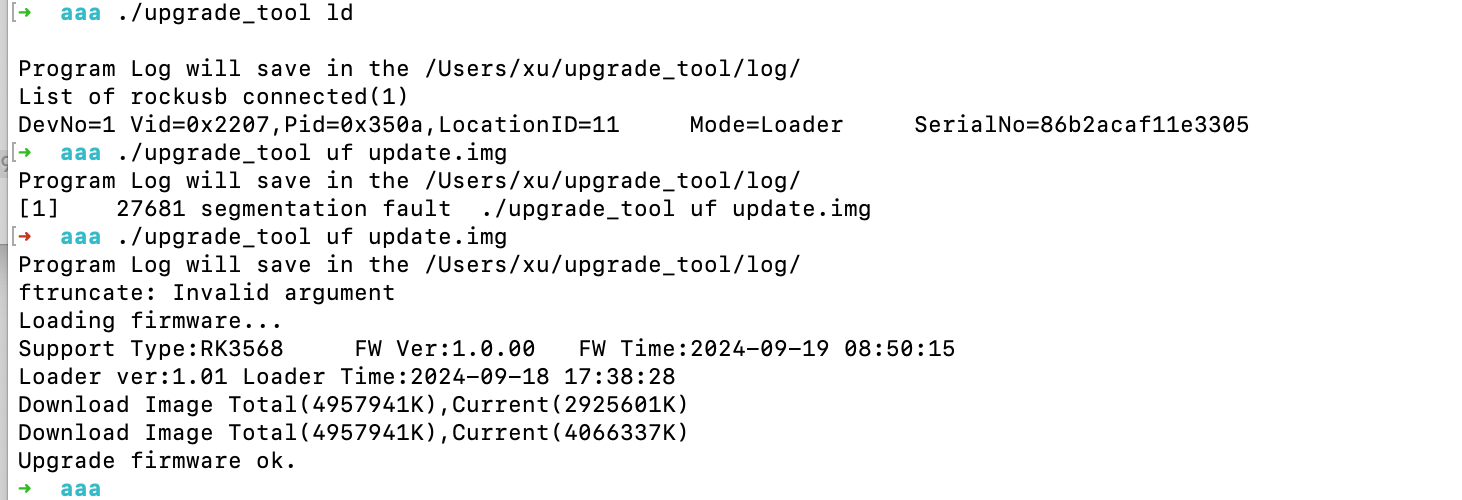 [→  aaa ./upgrade_tool ld
Program Log will save in the /Users/xu/upgrade_tool/log/
List of rockusb connected(1)
DevNo=1 Vid=0x2207,Pid=0x350a,LocationID=11     Mode=Loader     SerialNo=86b2acaf11e3305
[→  aaa ./upgrade_tool uf update.img
Program Log will save in the /Users/xu/upgrade_tool/log/
[1]    27681 segmentation fault  ./upgrade_tool uf update.img
[→  aaa ./upgrade_tool uf update.img
Program Log will save in the /Users/xu/upgrade_tool/log/
ftruncate: Invalid argument
Loading firmware...
Support Type:RK3568     FW Ver:1.0.00   FW Time:2024-09-19 08:50:15
Loader ver:1.01 Loader Time:2024-09-18 17:38:28
Download Image Total(4957941K),Current(2925601K)
Download Image Total(4957941K),Current(4066337K)
Upgrade firmware ok.
→  aaa